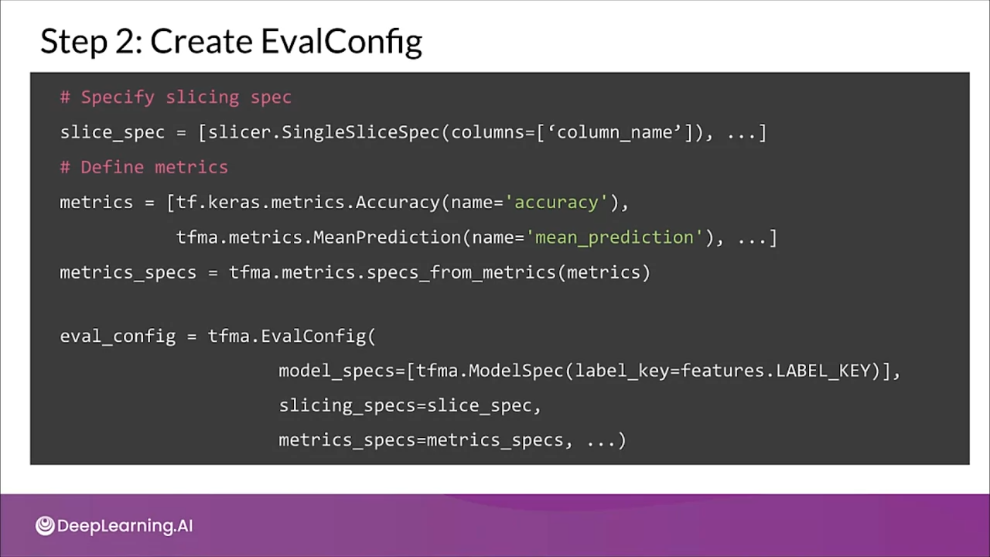 Step 2: Create EvalConfig
# Specify slicing spec
slice_spec = [slicer.SingleSliceSpec(columns=[‘column_name’]), ...]
# Define metrics
metrics = [tf.keras.metrics.Accuracy(name='accuracy'),
tfma.metrics.MeanPrediction(name='mean_prediction'), ...]
metrics_specs = tfma.metrics.specs_from_metrics(metrics)
eval_config = tfma.EvalConfig(
model_specs=[tfma.ModelSpec(label_key=features.LABEL_KEY)],
slicing_specs=slice_spec,
metrics_specs=metrics_specs, ...)
DeepLearning.AI